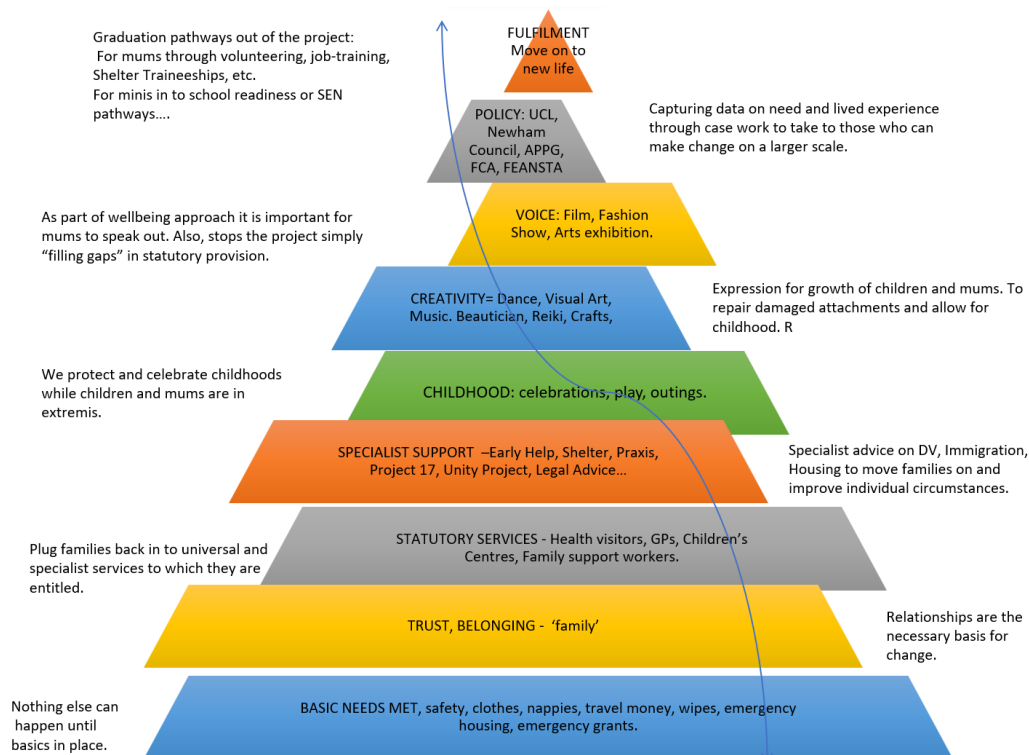 Graduation pathways out of the project:
For mums through volunteering, job-training,
Shelter Traineeships, etc.
For minis in to school readiness or SEN
pathways….
FULFILMENT
Move on to
new life
POLICY: UCL,
Newham
Council, APPG,
FCA, FEANSTA
Capturing data on need and lived experience
through case work to take to those who can
make change on a larger scale.
As part of wellbeing approach it is important for
mums to speak out. Also, stops the project simply
“filling gaps” in statutory provision.
VOICE: Film, Fashion
Show, Arts exhibition.
CREATIVITY= Dance, Visual Art,
Music. Beautician, Reiki, Crafts,
Expression for growth of children and mums. To
repair damaged attachments and allow for
childhood. R
We protect and celebrate childhoods
while children and mums are in
extremis.
CHILDHOOD: celebrations, play, outings.
SPECIALIST SUPPORT –Early Help, Shelter, Praxis,
Project 17, Unity Project, Legal Advice…
Specialist advice on DV, Immigration,
Housing to move families on and
improve individual circumstances.
Plug families back in to universal and
specialist services to which they are
entitled.
STATUTORY SERVICES - Health visitors, GPs, Children’s
Centres, Family support workers.
TRUST, BELONGING - ‘family’
Relationships are the
necessary basis for
change.
Nothing else can
happen until
basics in place.
BASIC NEEDS MET, safety, clothes, nappies, travel money, wipes, emergency
housing, emergency grants.